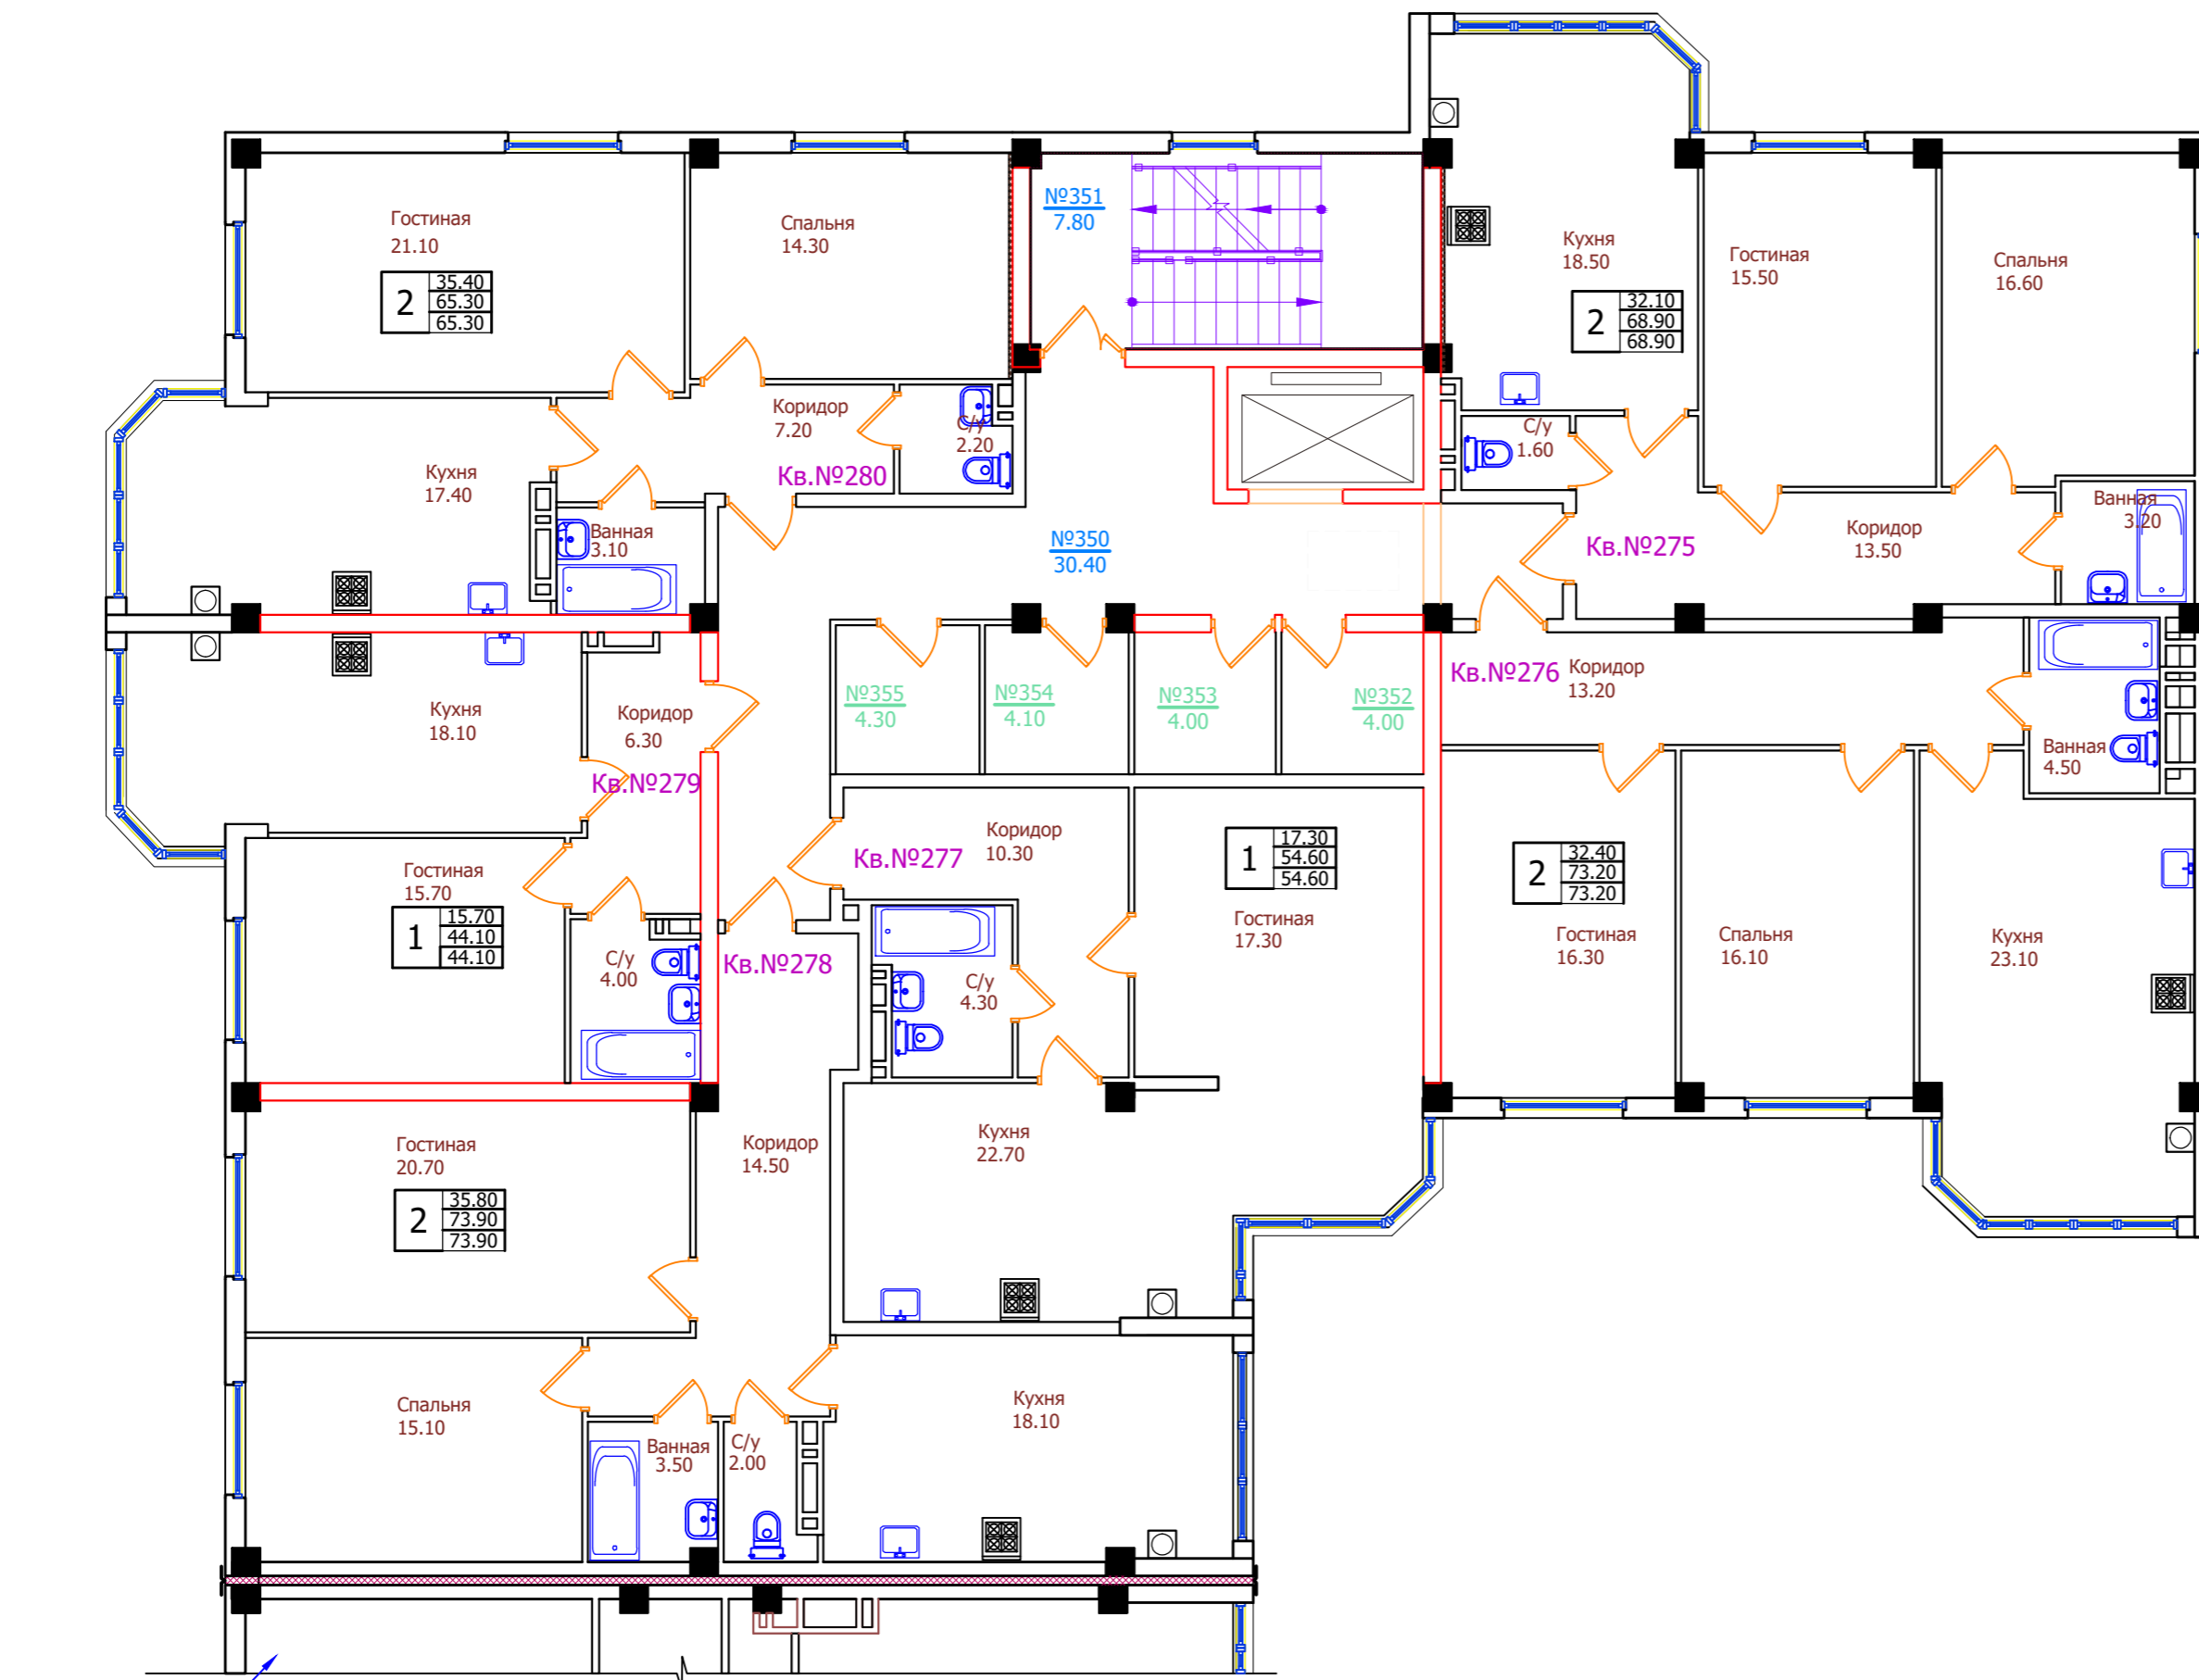 Гостиная
21.10
2
35.40
65.30
65.30
Спальня
14.30
№351
7.80
Кухня
18.50
2
32.10
68.90
68.90
Гостиная
15.50
Спальня
16.60
Коридор
7.20
С/у
2.20
Кв.№280
Кухня
17.40
Ванная
3.10
№350
30.40
С/у
1.60
Кв.№275
Коридор
13.50
Ванная
3.20
Кухня
18.10
Коридор
6.30
Кв.№279
№355
4.30
№354
4.10
№353
4.00
№352
4.00
Кв.№276
Коридор
13.20
Ванная
4.50
Гостиная
15.70
1
15.70
44.10
44.10
С/у
4.00
Кв.№278
Кв.№277
Коридор
10.30
С/у
4.30
1
17.30
54.60
54.60
Гостиная
17.30
2
32.40
73.20
73.20
Гостиная
16.30
Спальня
16.10
Кухня
23.10
Гостиная
20.70
2
35.80
73.90
73.90
Коридор
14.50
Кухня
22.70
Спальня
15.10
Ванная
3.50
С/у
2.00
Кухня
18.10